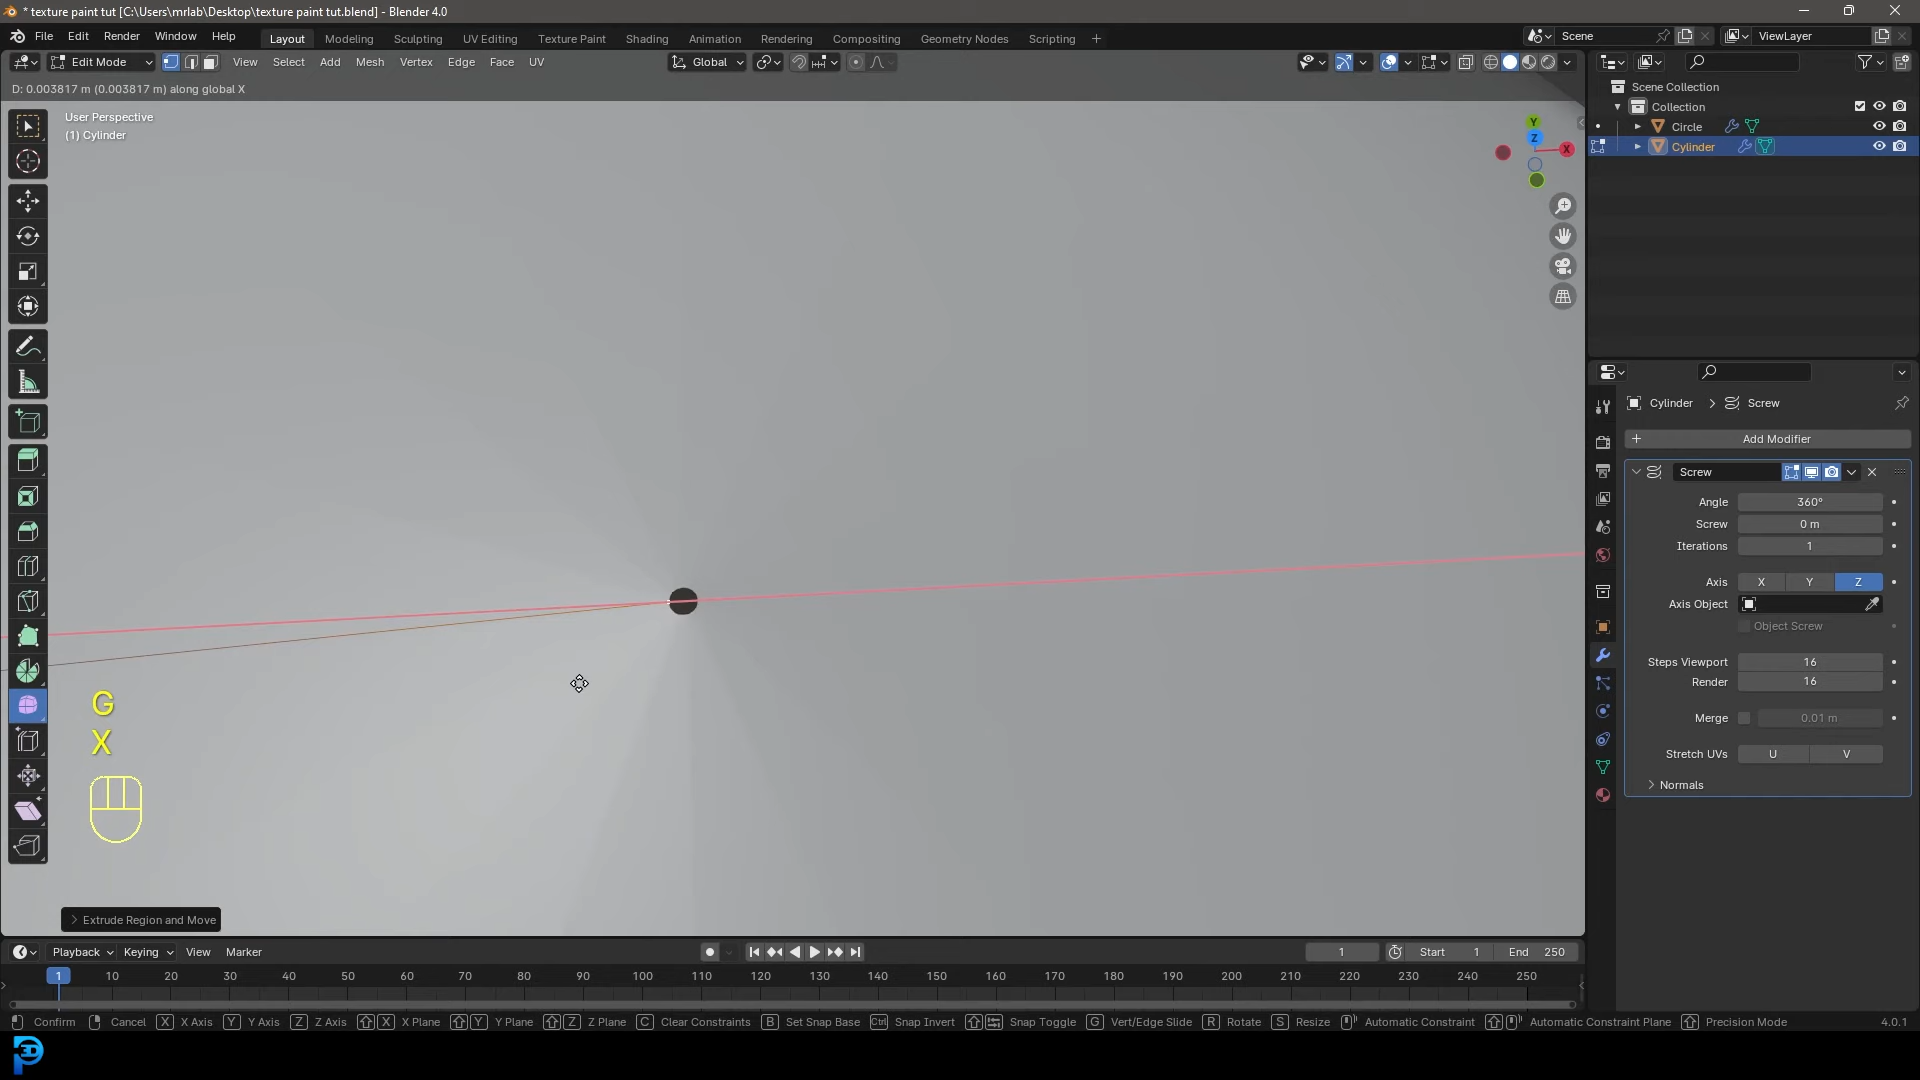 * texture paint tut [C:\Users\mrlab\Desktop\texture paint tut.blend] - Blender 4.0
File Edit Render Window Help
Layout Modeling Sculpting UV Editing Texture Paint Shading Animation Rendering Compositing Geometry Nodes Scripting +
Scene
ViewLayer
Edit Mode View Select Add Mesh Vertex Edge Face UV
Global
D: 0.003817 m (0.003817 m) along global X
User Perspective
(1) Cylinder
Y
Z
X
G
X
Extrude Region and Move
Scene Collection
Collection
Circle
Cylinder
Cylinder > Screw
+ Add Modifier
Screw
Angle 360°
Screw 0 m
Iterations 1
Axis X Y Z
Axis Object
Object Screw
Steps Viewport 16
Render 16
Merge 0.01 m
Stretch UVs U V
Normals
Playback Keying View Marker
1 Start 1 End 250
1 10 20 30 40 50 60 70 80 90 100 110 120 130 140 150 160 170 180 190 200 210 220 230 240 250
Confirm Cancel X X Axis Y Y Axis Z Z Axis X X Plane Y Y Plane Z Z Plane C Clear Constraints B Set Snap Base Ctrl Snap Invert Snap Toggle G Vert/Edge Slide R Rotate S Resize Automatic Constraint Automatic Constraint Plane Precision Mode 4.0.1